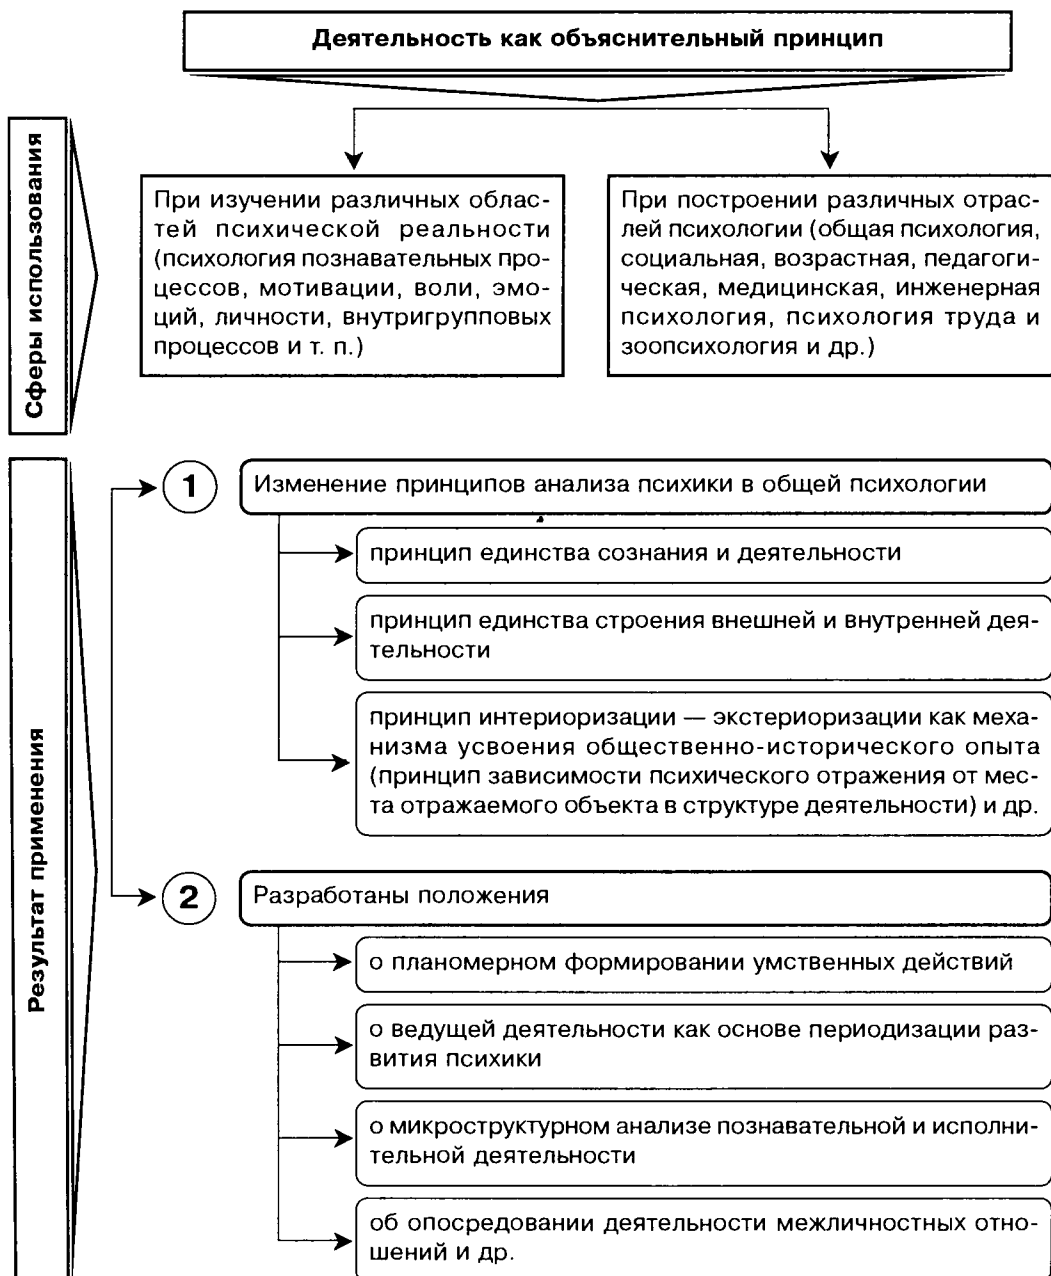 Деятельность как объяснительный принцип
Сферы использования
При изучении различных облас-
тей психической реальности
(психология познавательных про-
цессов, мотивации, воли, эмо-
ций, личности, внутригрупповых
процессов и т. п.)
При построении различных отрас-
лей психологии (общая психология,
социальная, возрастная, педагоги-
ческая, медицинская, инженерная
психология, психология труда и
зоопсихология и др.)
Результат применения
1
Изменение принципов анализа психики в общей психологии
принцип единства сознания и деятельности
принцип единства строения внешней и внутренней дея-
тельности
принцип интериоризации — экстериоризации как меха-
низма усвоения общественно-исторического опыта
(принцип зависимости психического отражения от мес-
та отражаемого объекта в структуре деятельности) и др.
2
Разработаны положения
о планомерном формировании умственных действий
о ведущей деятельности как основе периодизации раз-
вития психики
о микроструктурном анализе познавательной и исполни-
тельной деятельности
об опосредовании деятельности межличностных отно-
шений и др.